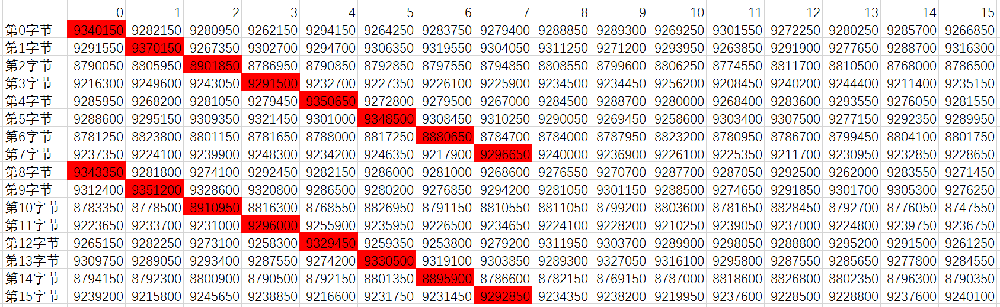 0 1 2 3 4 5 6 7 8 9 10 11 12 13 14 15
第0字节 9340150 9282150 9280950 9262150 9294150 9264250 9283750 9279400 9288850 9289300 9269250 9301550 9272250 9280250 9285700 9266850
第1字节 9291550 9370150 9267350 9302700 9294700 9306350 9319550 9304050 9311250 9271200 9293950 9263850 9291900 9277650 9288700 9316300
第2字节 8790050 8805950 8901850 8786950 8790850 8792850 8797550 8794850 8808550 8799600 8806250 8774550 8811700 8810500 8768000 8786500
第3字节 9216300 9249600 9243050 9291500 9232700 9227350 9226100 9225900 9234500 9234450 9256200 9208450 9240200 9244400 9211400 9235150
第4字节 9285950 9268200 9281050 9279450 9350650 9272800 9279500 9267000 9284500 9288700 9280000 9268400 9283600 9293550 9276050 9281550
第5字节 9288600 9295150 9309350 9321450 9301000 9348500 9308450 9310250 9290050 9269450 9258600 9303400 9307500 9277150 9292350 9289950
第6字节 8781250 8823800 8801150 8781650 8788000 8817250 8880650 8784700 8784000 8787950 8823200 8780950 8786700 8799450 8804100 8801750
第7字节 9237350 9224100 9239900 9248300 9234200 9246350 9217900 9296650 9240000 9236900 9226100 9225350 9211700 9230950 9232850 9228650
第8字节 9343350 9281800 9274100 9292450 9282150 9286000 9281000 9268600 9276550 9270700 9287700 9287050 9292500 9262000 9283550 9271450
第9字节 9312400 9351200 9328600 9320800 9286500 9280200 9276850 9294200 9281050 9301150 9288500 9274650 9291850 9301700 9305300 9276250
第10字节 8783350 8778500 8910950 8816300 8768550 8826950 8791150 8810550 8811050 8799200 8803600 8781650 8828450 8792700 8776050 8747550
第11字节 9223650 9233700 9231000 9296000 9255900 9235950 9226500 9234650 9224100 9228200 9210250 9239050 9237000 9224800 9239750 9236750
第12字节 9265150 9282250 9273100 9258300 9329450 9259350 9253800 9279200 9311950 9303700 9289900 9298050 9288800 9295200 9291500 9261250
第13字节 9309750 9289050 9293400 9287550 9274200 9330500 9319100 9303850 9289300 9327050 9316100 9295800 9287550 9285650 9277800 9284550
第14字节 8794150 8792300 8800900 8790500 8792150 8801350 8895900 8786600 8782150 8769150 8787000 8818600 8826800 8802350 8796300 8790350
第15字节 9239200 9215800 9245650 9238850 9216600 9231750 9231450 9292850 9234350 9238200 9219950 9237600 9228500 9228800 9237600 9240100